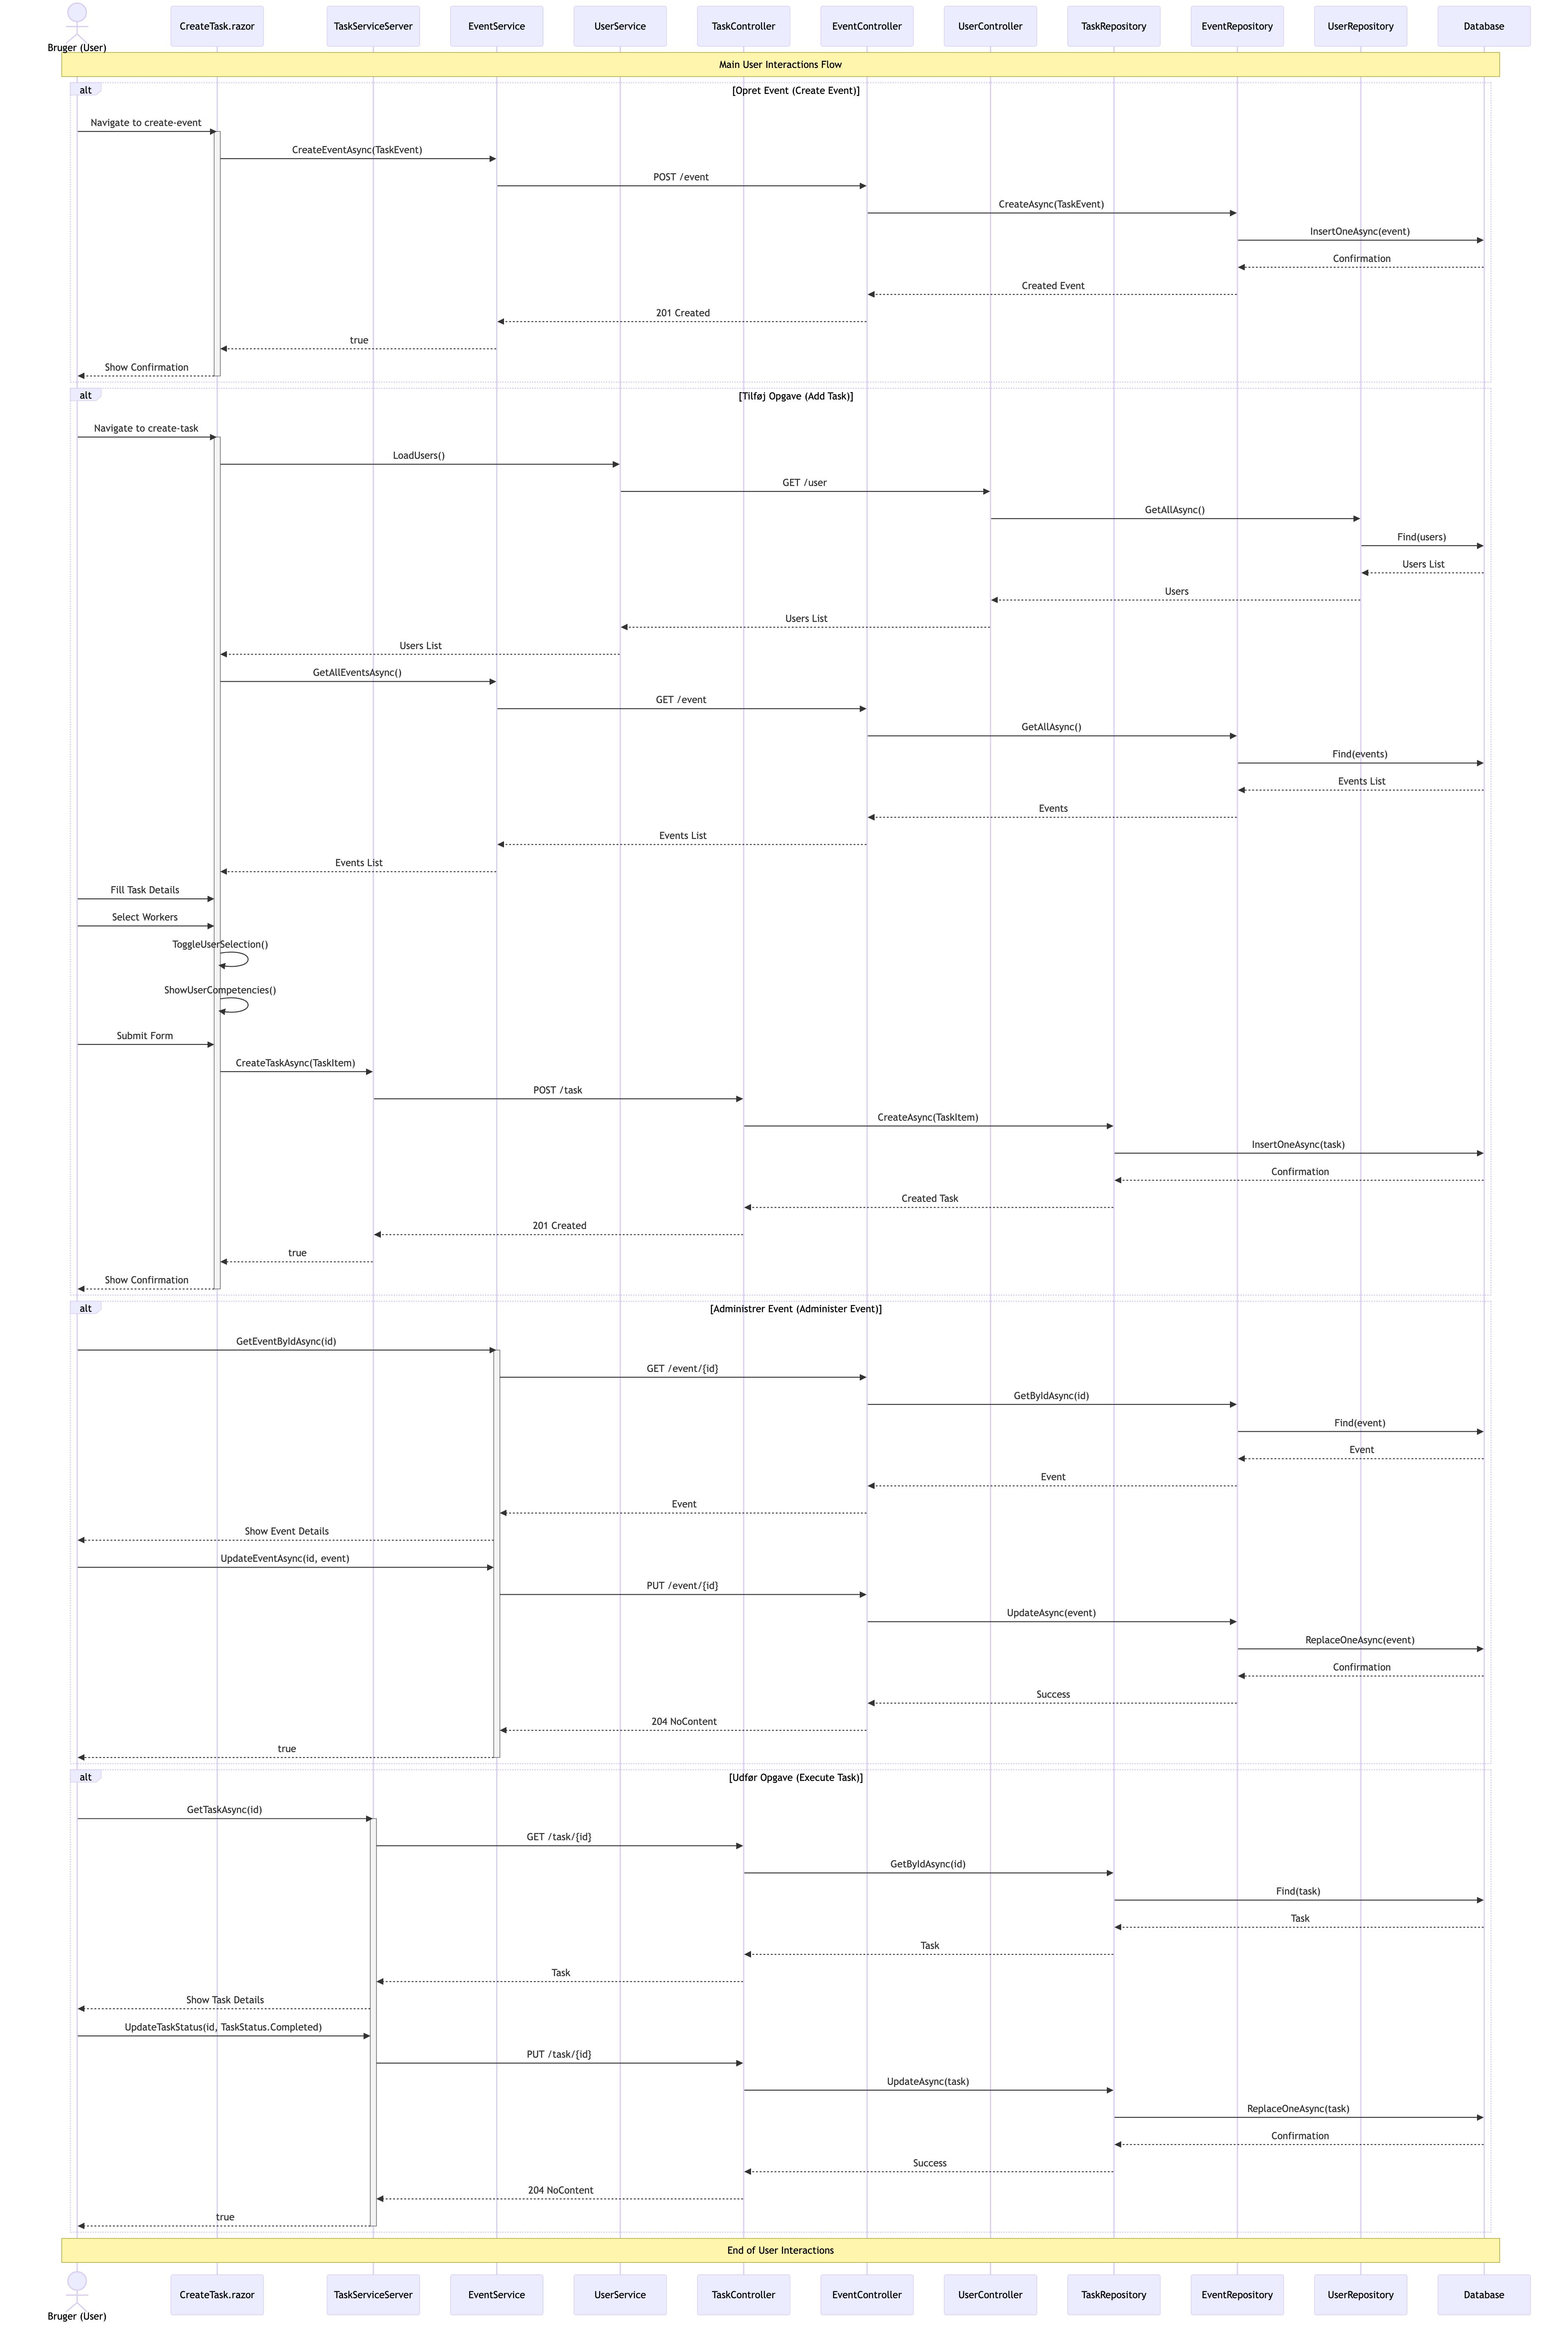 Bruger (User)
CreateTask.razor
TaskServiceServer
EventService
UserService
TaskController
EventController
UserController
TaskRepository
EventRepository
UserRepository
Database
Main User Interactions Flow
alt
[Opret Event (Create Event)]
Navigate to create-event
CreateEventAsync(TaskEvent)
POST /event
CreateAsync(TaskEvent)
InsertOneAsync(event)
Confirmation
Created Event
201 Created
true
Show Confirmation
alt
[Tilføj Opgave (Add Task)]
Navigate to create-task
LoadUsers()
GET /user
GetAllAsync()
Find(users)
Users List
Users
Users List
Users List
GetAllEventsAsync()
GET /event
GetAllAsync()
Find(events)
Events List
Events
Events List
Events List
Fill Task Details
Select Workers
ToggleUserSelection()
ShowUserCompetencies()
Submit Form
CreateTaskAsync(TaskItem)
POST /task
CreateAsync(TaskItem)
InsertOneAsync(task)
Confirmation
Created Task
201 Created
true
Show Confirmation
alt
[Administrer Event (Administer Event)]
GetEventByIdAsync(id)
GET /event/{id}
GetByIdAsync(id)
Find(event)
Event
Event
Event
Show Event Details
UpdateEventAsync(id, event)
PUT /event/{id}
UpdateAsync(event)
ReplaceOneAsync(event)
Confirmation
Success
204 NoContent
true
alt
[Udfør Opgave (Execute Task)]
GetTaskAsync(id)
GET /task/{id}
GetByIdAsync(id)
Find(task)
Task
Task
Task
Show Task Details
UpdateTaskStatus(id, TaskStatus.Completed)
PUT /task/{id}
UpdateAsync(task)
ReplaceOneAsync(task)
Confirmation
Success
204 NoContent
true
End of User Interactions
Bruger (User)
CreateTask.razor
TaskServiceServer
EventService
UserService
TaskController
EventController
UserController
TaskRepository
EventRepository
UserRepository
Database